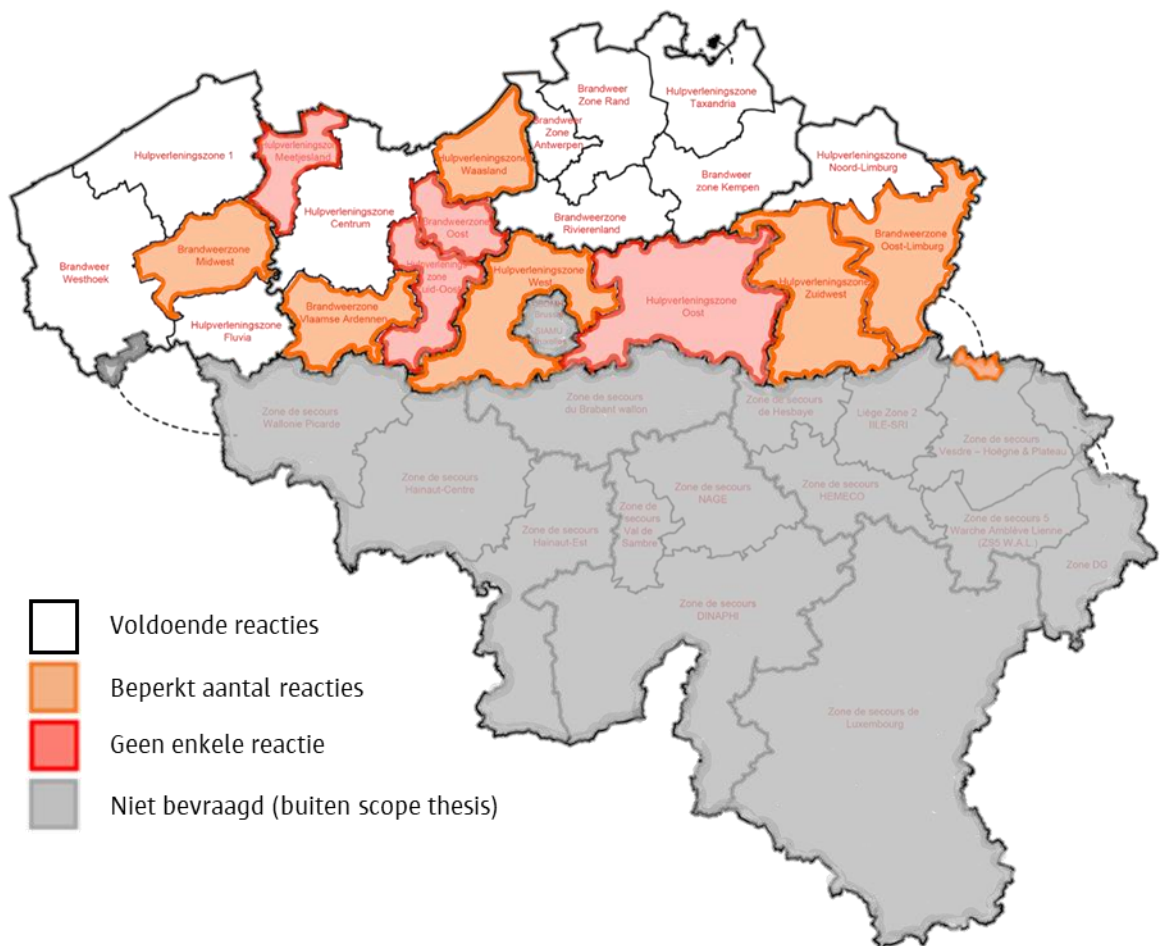 Brandweer
Zone Rand
Hulpverleningszone
Taxandria
Hulpverleningszone 1
Hulpverleningszone
Meetjesland
Hulpverleningszone
Waasland
Brandweer
Zone
Antwerpen
Hulpverleningszone
Noord-Limburg
Brandweer
zone Kempen
Hulpverleningszone
Centrum
Brandweerzone
Oost
Brandweerzone
Rivierenland
Brandweerzone
Midwest
Brandweerzone
Oost-Limburg
Brandweer
Westhoek
Hulpverlenings-
zone
Zuid-Oost
Hulpverleningszone
West
Hulpverleningszone
Zuidwest
Hulpverleningszone
Oost
Brandweerzone
Vlaamse Ardennen
Hulpverleningszone
Fluvia
SIAMU
Zone de secours
Wallonie Picarde
Zone de secours
du Brabant wallon
Zone de secours
de Hesbaye
Liège Zone 2
IILE-SRI
Zone de secours
Vesdre – Hoëgne & Plateau
Zone de secours
Hainaut-Centre
Zone de secours
NAGE
Zone de secours
HEMECO
Zone de secours
Hainaut-Est
Zone de
secours
Val de
Sambre
Zone de secours 5
Warche Amblève Lienne
(ZS5 W.A.L.)
Zone DG
Zone de secours
DINAPHI
Zone de secours de
Luxembourg
Voldoende reacties
Beperkt aantal reacties
Geen enkele reactie
Niet bevraagd (buiten scope thesis)